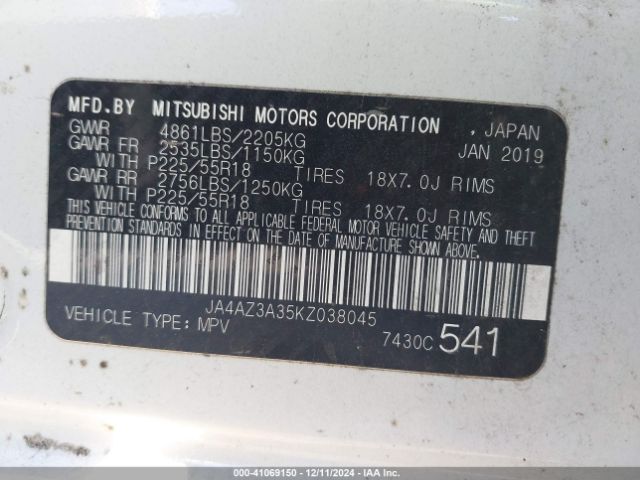 MFD.BY MITSUBISHI MOTORS CORPORATION , JAPAN
GVWR 4861LBS/2205KG JAN 2019
GAWR FR 2535LBS/1150KG
WITH P225/55R18 TIRES 18X7.0J RIMS
GAWR RR 2756LBS/1250KG
WITH P225/55R18 TIRES 18X7.0J RIMS
THIS VEHICLE CONFORMS TO ALL APPLICABLE FEDERAL MOTOR VEHICLE SAFETY AND THEFT
PREVENTION STANDARDS IN EFFECT ON THE DATE OF MANUFACTURE SHOWN ABOVE.
JA4AZ3A35KZ038045
VEHICLE TYPE: MPV 7430C 541
000-41069150 - 12/11/2024 - IAAI.com